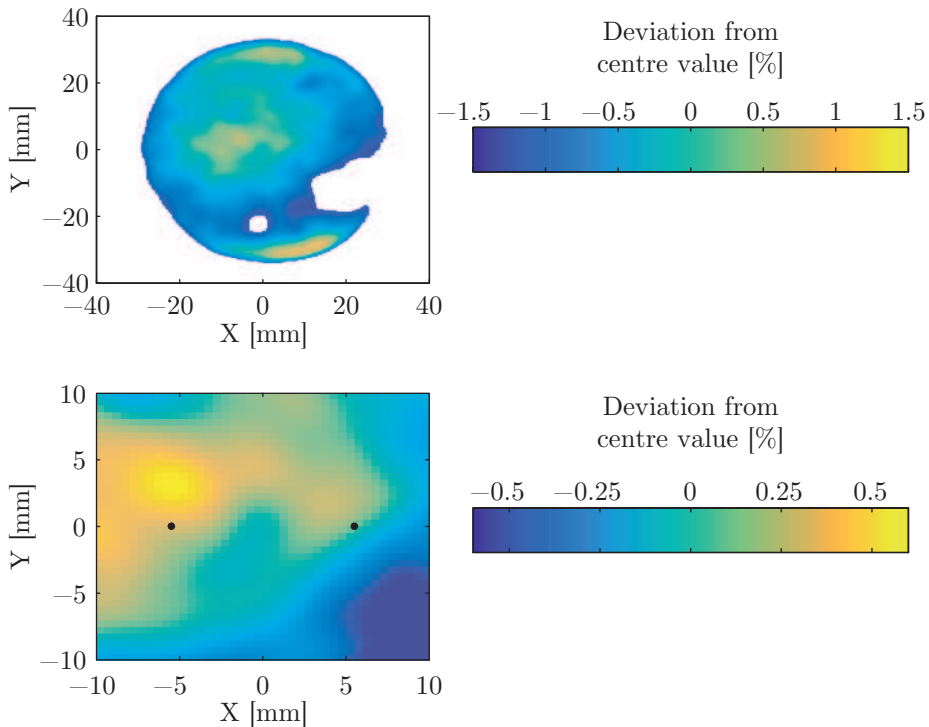 40
20
0
−20
−40
Y [mm]
−40 −20 0 20 40
X [mm]
Deviation from
centre value [%]
−1.5 −1 −0.5 0 0.5 1 1.5
10
5
0
−5
−10
Y [mm]
−10 −5 0 5 10
X [mm]
Deviation from
centre value [%]
−0.5 −0.25 0 0.25 0.5